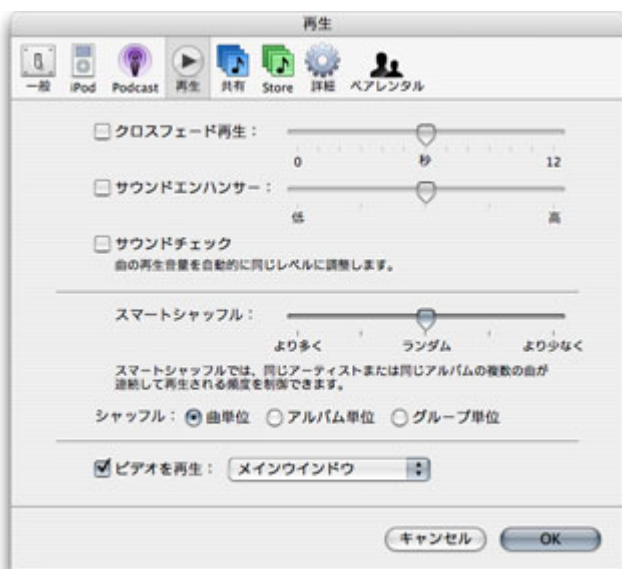 再生
一般 iPod Podcast 再生 共有 Store 詳細 ペアレンタル
クロスフェード再生：
0 秒 12
サウンドエンハンサー：
低 高
サウンドチェック
曲の再生音量を自動的に同じレベルに調整します。
スマートシャッフル：
より多く ランダム より少なく
スマートシャッフルでは、同じアーティストまたは同じアルバムの複数の曲が
連続して再生される頻度を制御できます。
シャッフル： 曲単位 アルバム単位 グループ単位
ビデオを再生： メインウインドウ
キャンセル OK